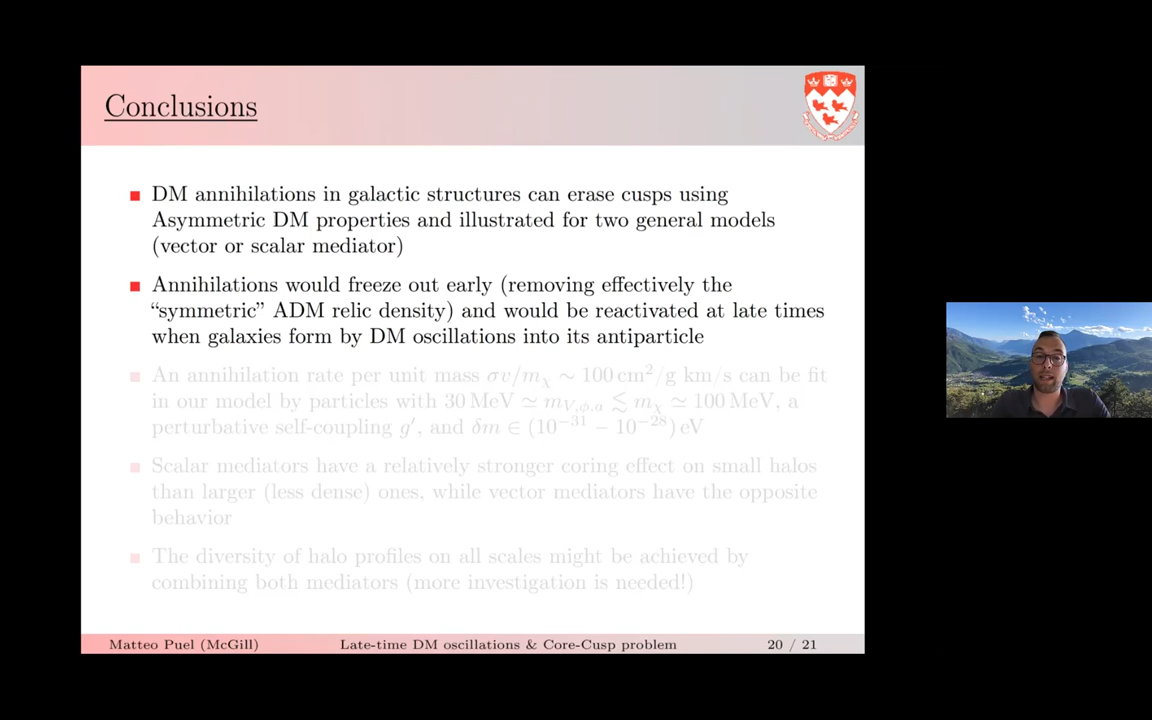 Conclusions
DM annihilations in galactic structures can erase cusps using
Asymmetric DM properties and illustrated for two general models
(vector or scalar mediator)
Annihilations would freeze out early (removing effectively the
“symmetric” ADM relic density) and would be reactivated at late times
when galaxies form by DM oscillations into its antiparticle
An annihilation rate per unit mass σv/mχ ∼ 100 cm²/g km/s can be fit
in our model by particles with 30 MeV ≃ m_V,ϕ,a ≲ mχ ≃ 100 MeV, a
perturbative self-coupling g′, and δm ∈ (10⁻³¹ − 10⁻²⁸) eV
Scalar mediators have a relatively stronger coring effect on small halos
than larger (less dense) ones, while vector mediators have the opposite
behavior
The diversity of halo profiles on all scales might be achieved by
combining both mediators (more investigation is needed!)
Matteo Puel (McGill) Late-time DM oscillations & Core-Cusp problem 20 / 21